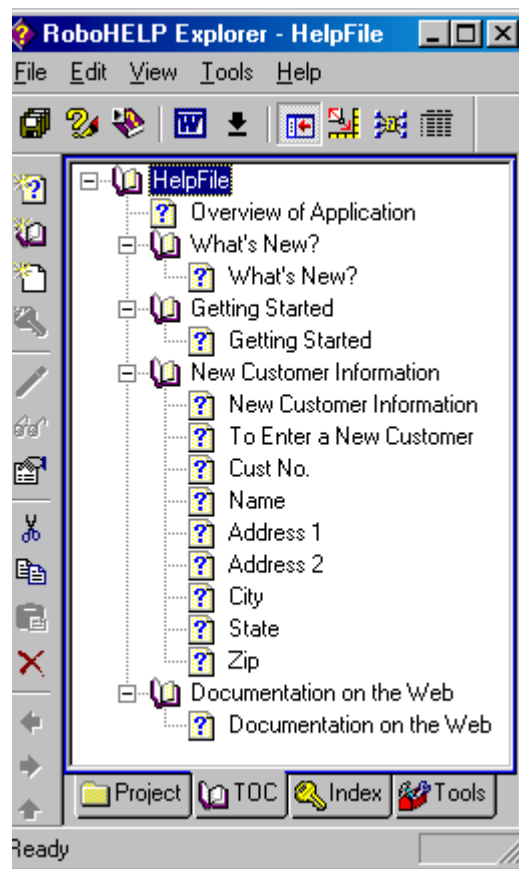 RoboHELP Explorer - HelpFile
File Edit View Tools Help
HelpFile
Overview of Application
What's New?
What's New?
Getting Started
Getting Started
New Customer Information
New Customer Information
To Enter a New Customer
Cust No.
Name
Address 1
Address 2
City
State
Zip
Documentation on the Web
Documentation on the Web
Project TOC Index Tools
Ready